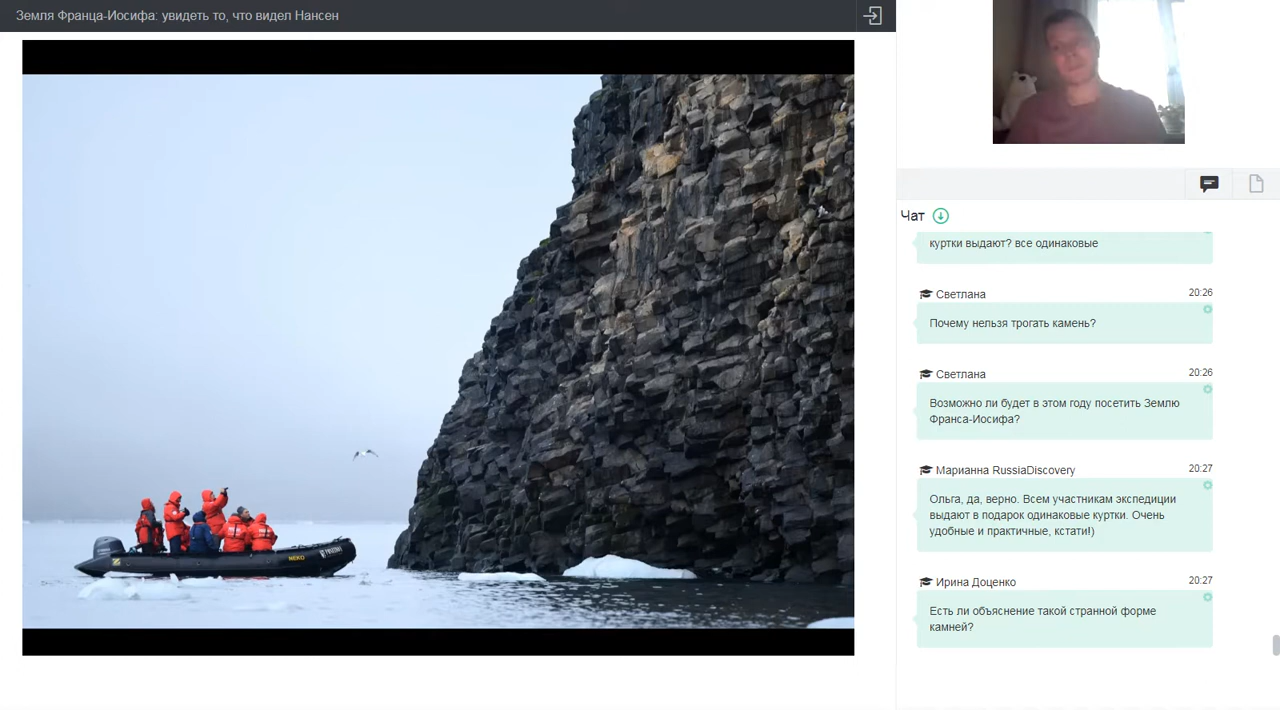 Земля Франца-Иосифа: увидеть то, что видел Нансен
Чат
куртки выдают? все одинаковые
Светлана 20:26
Почему нельзя трогать камень?
Светлана 20:26
Возможно ли будет в этом году посетить Землю
Франса-Иосифа?
Марианна RussiaDiscovery 20:27
Ольга, да, верно. Всем участникам экспедиции
выдают в подарок одинаковые куртки. Очень
удобные и практичные, кстати!)
Ирина Доценко 20:27
Есть ли объяснение такой странной форме
камней?